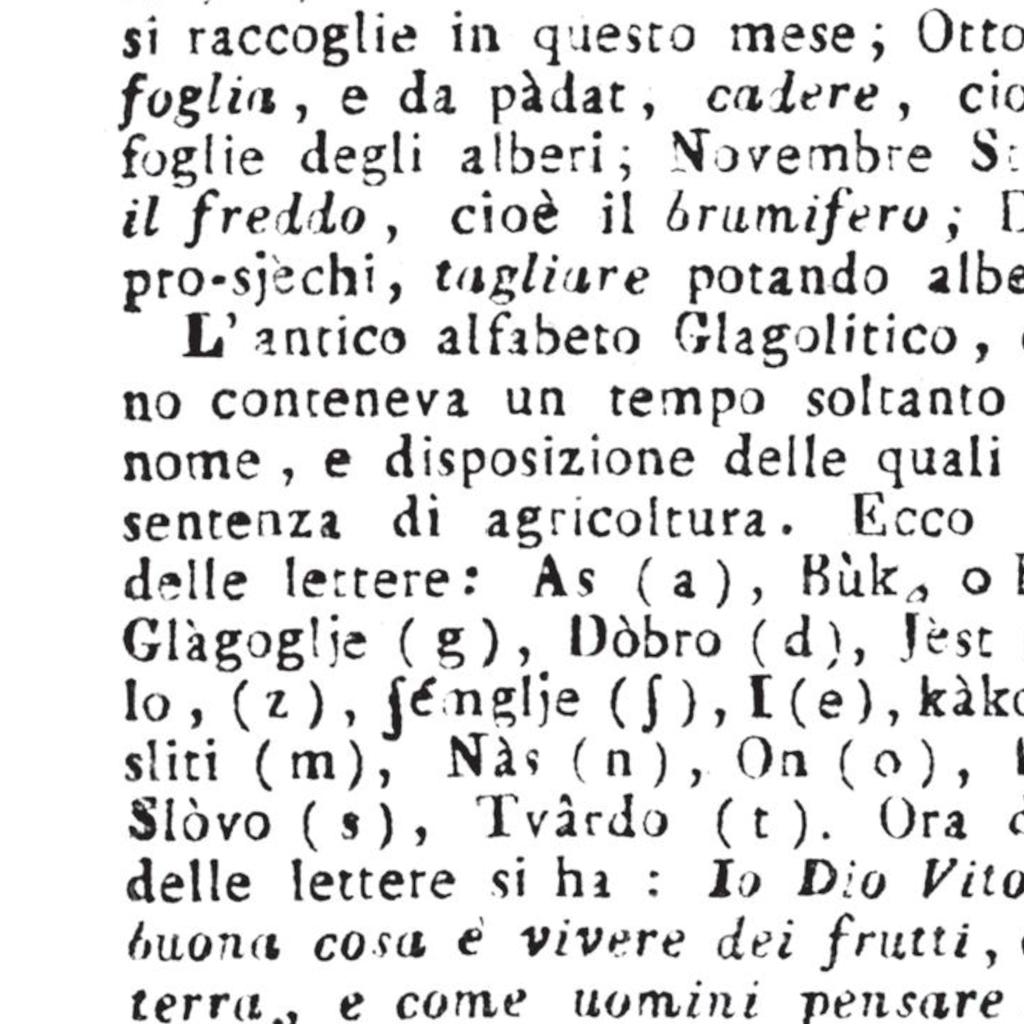 si raccoglie in questo mese; Otto
foglia, e da pàdat, cadere, cio
foglie degli alberi; Novembre
il freddo, cioè il brumifero;
pro-sjèchi, tagliare potando albe
L'antico alfabeto Glagolitico,
no conteneva un tempo soltanto
nome, e disposizione delle quali
sentenza di agricoltura. Ecco
delle lettere: As (a), Bùk, o
Glàgoglje (g), Dòbro (d), Jèst
lo, (z), ʃémglje (ʃ), I (e), kàko
sliti (m), Nàs (n), On (o),
Slòvo (s), Tvârdo (t). Ora
delle lettere si ha: Io Dio Vito
buona cosa è vivere dei frutti,
terra, e come uomini pensare